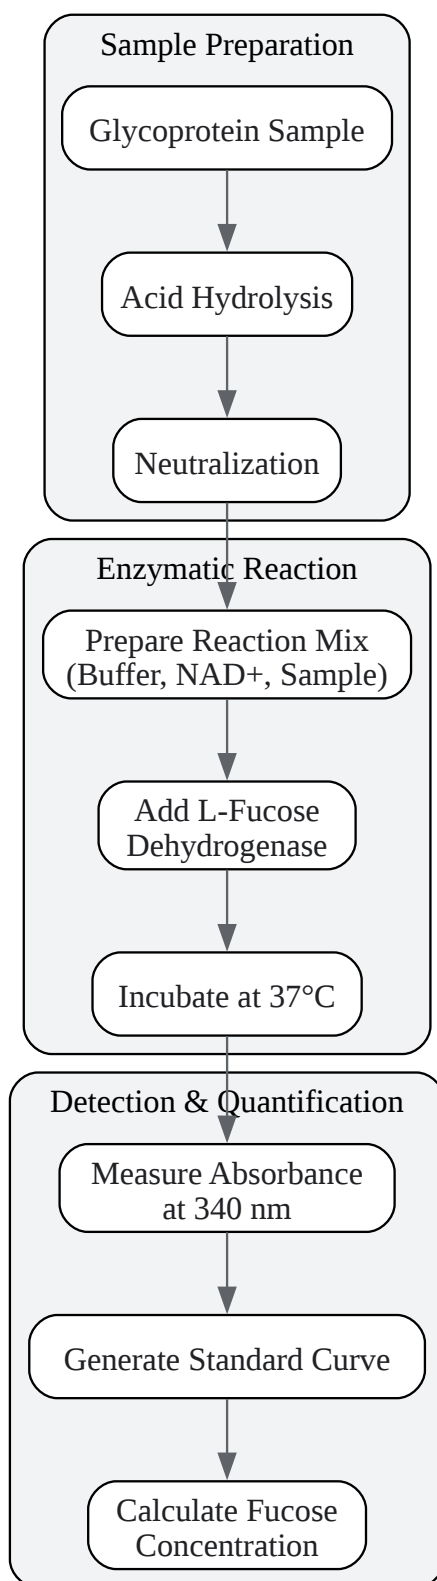 Sample Preparation
Glycoprotein Sample
Acid Hydrolysis
Neutralization
Enzymatic Reaction
Prepare Reaction Mix
(Buffer, NAD+, Sample)
Add L-Fucose
Dehydrogenase
Incubate at 37°C
Detection & Quantification
Measure Absorbance
at 340 nm
Generate Standard Curve
Calculate Fucose
Concentration